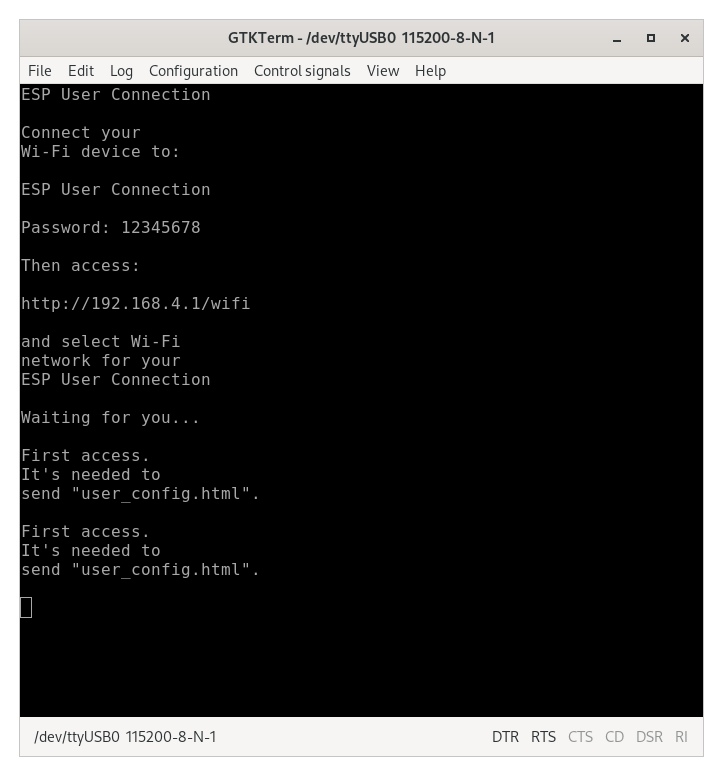 GTKTerm - /dev/ttyUSB0 115200-8-N-1
File Edit Log Configuration Control signals View Help
ESP User Connection
Connect your
Wi-Fi device to:
ESP User Connection
Password: 12345678
Then access:
http://192.168.4.1/wifi
and select Wi-Fi
network for your
ESP User Connection
Waiting for you...
First access.
It's needed to
send "user_config.html".
First access.
It's needed to
send "user_config.html".
/dev/ttyUSB0 115200-8-N-1 DTR RTS CTS CD DSR RI